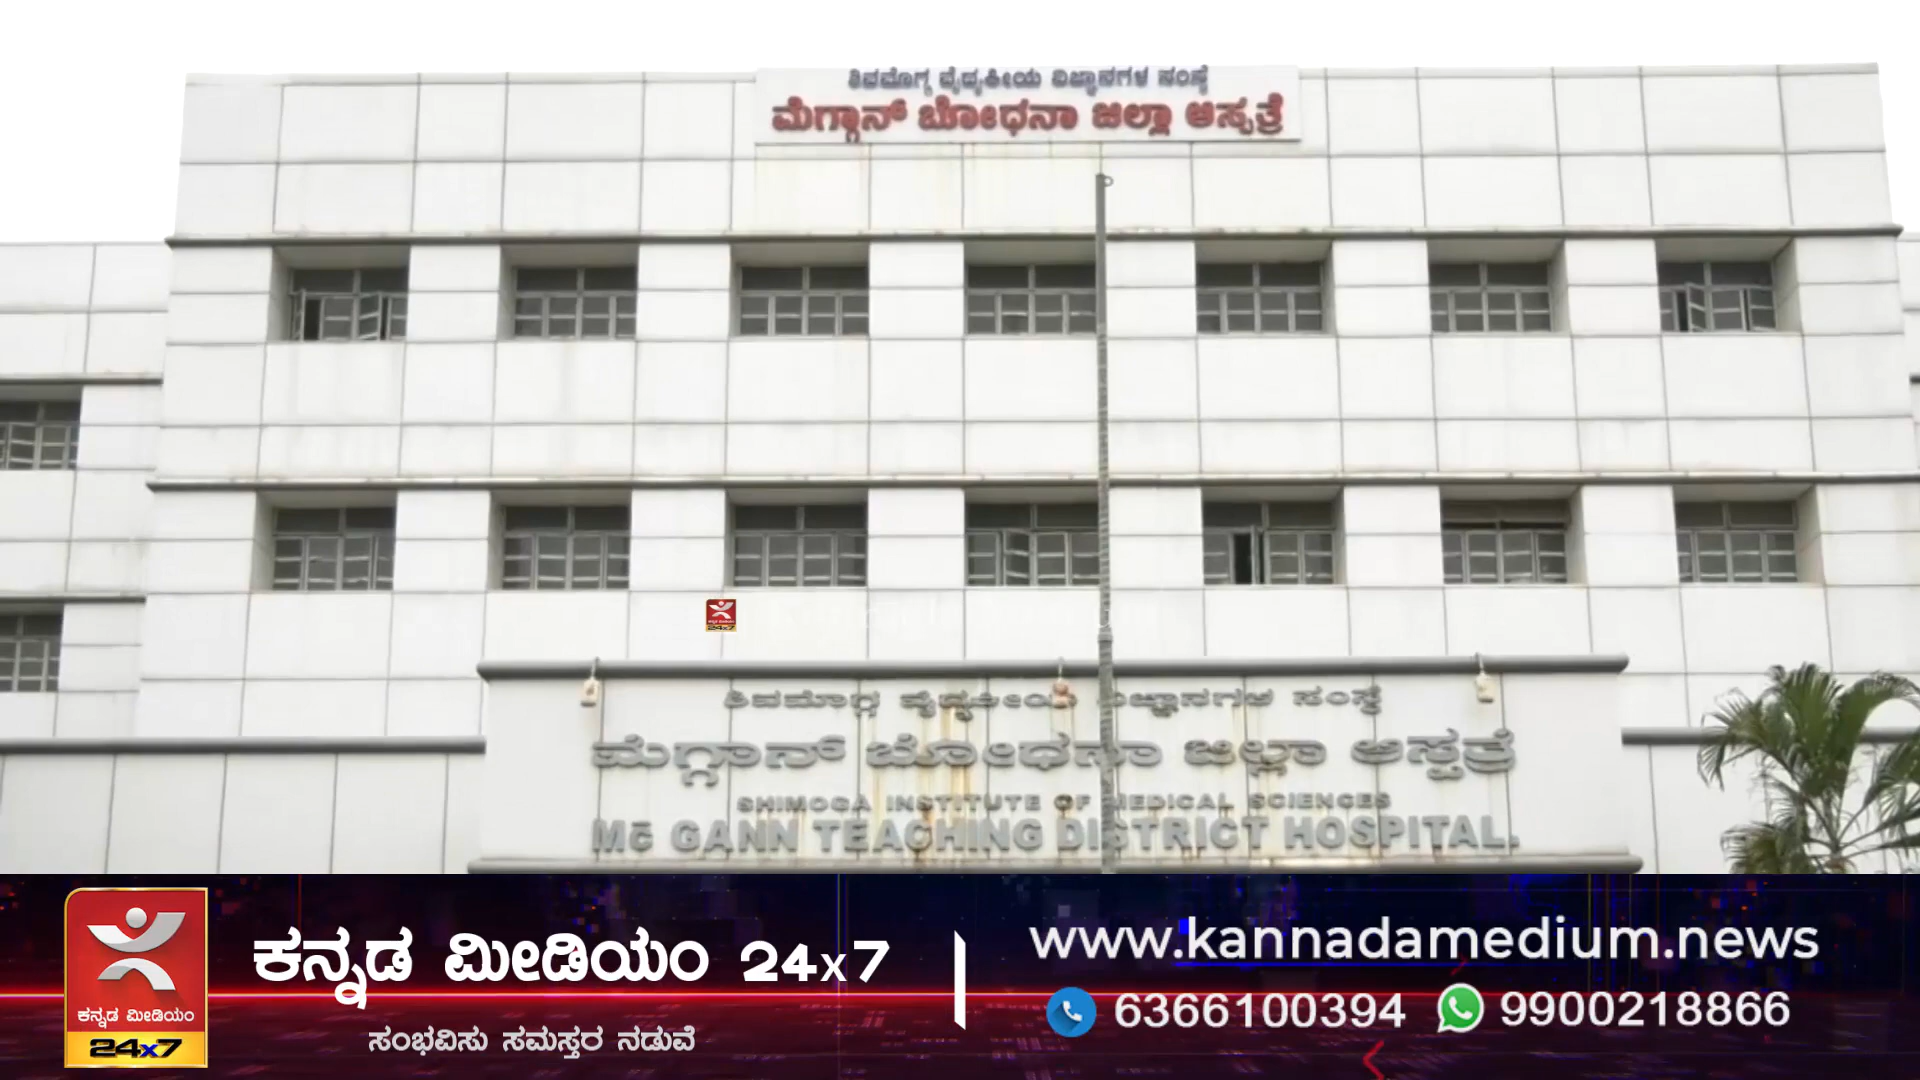 ಶಿವಮೊಗ್ಗ ವೈದ್ಯಕೀಯ ವಿಜ್ಞಾನಗಳ ಸಂಸ್ಥೆ
ಮೆಗ್ಗಾನ್ ಬೋಧನಾ ಜಿಲ್ಲಾ ಆಸ್ಪತ್ರೆ
ಶಿವಮೊಗ್ಗ ವೈದ್ಯಕೀಯ ವಿಜ್ಞಾನಗಳ ಸಂಸ್ಥೆ
ಮೆಗ್ಗಾನ್ ಬೋಧನಾ ಜಿಲ್ಲಾ ಆಸ್ಪತ್ರೆ
SHIMOGA INSTITUTE OF MEDICAL SCIENCES
Mc GANN TEACHING DISTRICT HOSPITAL.
ಕನ್ನಡ ಮೀಡಿಯಂ
24x7
ಕನ್ನಡ ಮೀಡಿಯಂ 24x7
ಸಂಭವಿಸು ಸಮಸ್ತರ ನಡುವೆ
www.kannadamedium.news
6366100394 9900218866